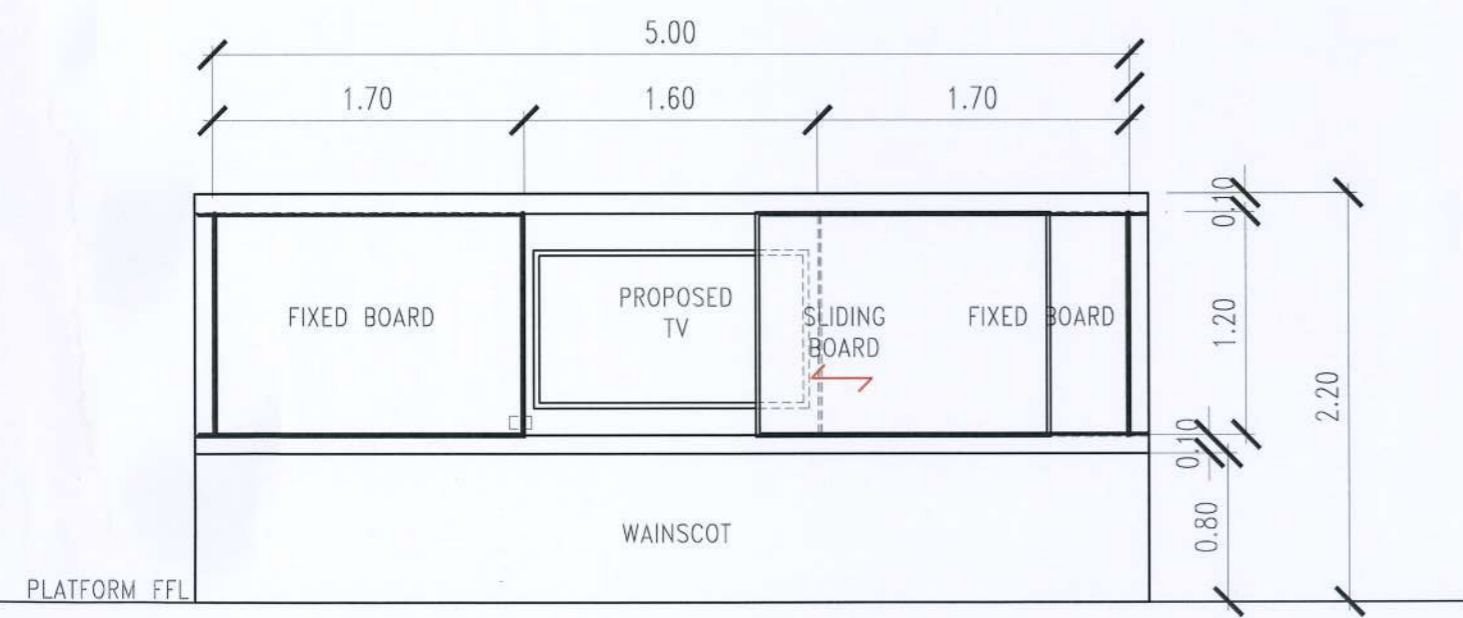 5.00
1.70
1.60
1.70
0.10
FIXED BOARD
PROPOSED
TV
SLIDING
BOARD
FIXED BOARD
1.20
2.20
0.10
WAINSCOT
0.80
PLATFORM FFL